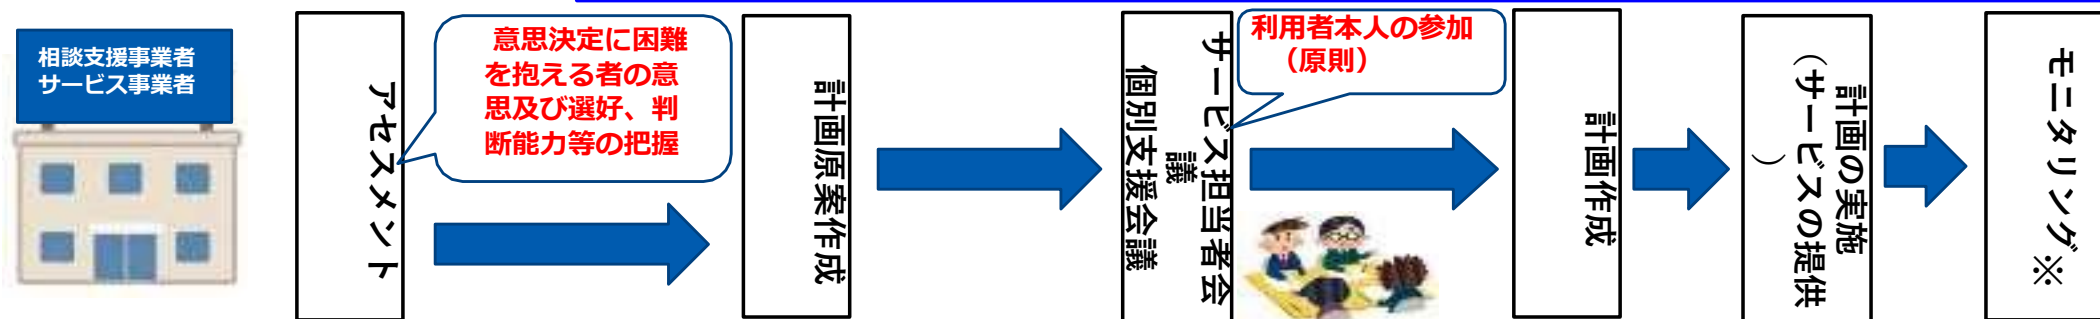 相談支援事業者
サービス事業者
アセスメント
意思決定に困難
を抱える者の意
思及び選好、判
断能力等の把握
計画原案作成
サービス担当者会
議
個別支援会議
利用者本人の参加
（原則）
計画作成
計画の実施
（サービスの提供
）
モニタリング※